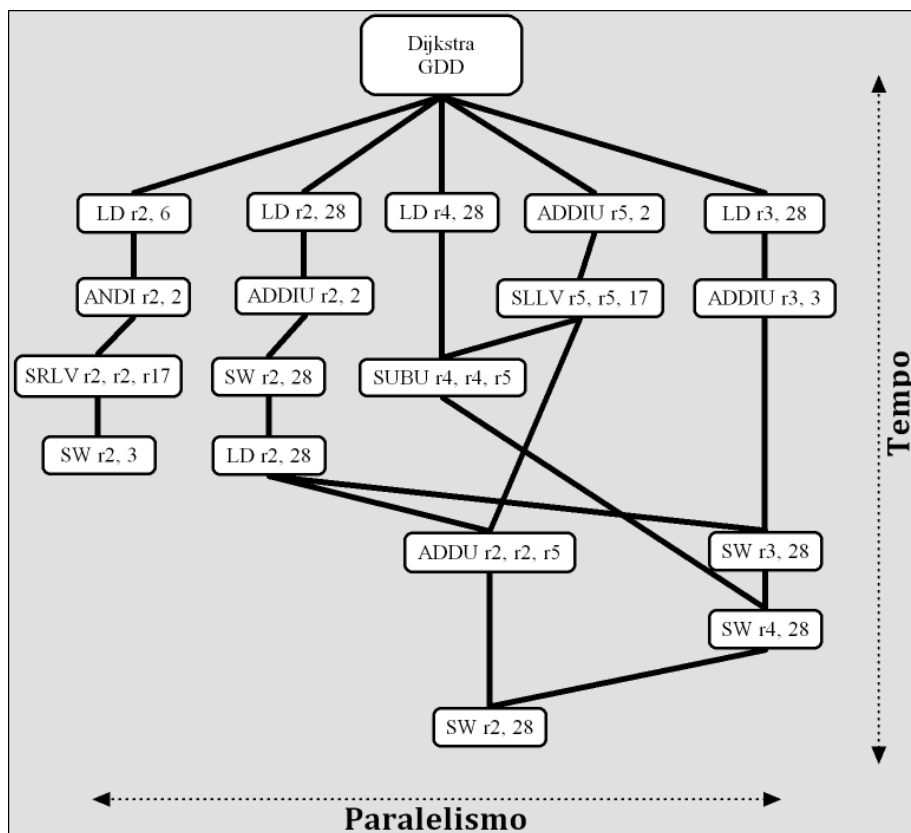 Dijkstra
GDD
LD r2, 6
LD r2, 28
LD r4, 28
ADDIU r5, 2
LD r3, 28
ANDI r2, 2
ADDIU r2, 2
SLLV r5, r5, 17
ADDIU r3, 3
SRLV r2, r2, r17
SW r2, 28
SUBU r4, r4, r5
SW r2, 3
LD r2, 28
ADDU r2, r2, r5
SW r3, 28
SW r4, 28
SW r2, 28
Tempo
Paralelismo